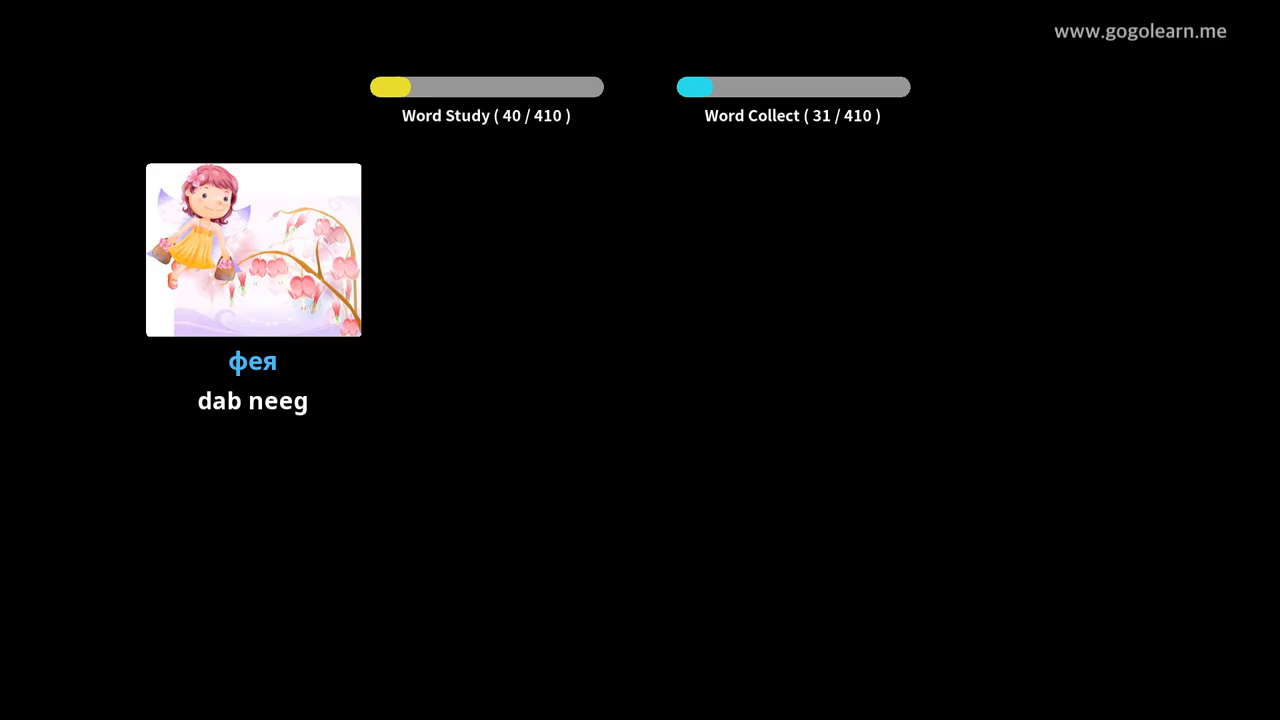 www.gogolearn.me
Word Study ( 40 / 410 )
Word Collect ( 31 / 410 )
фея
dab neeg